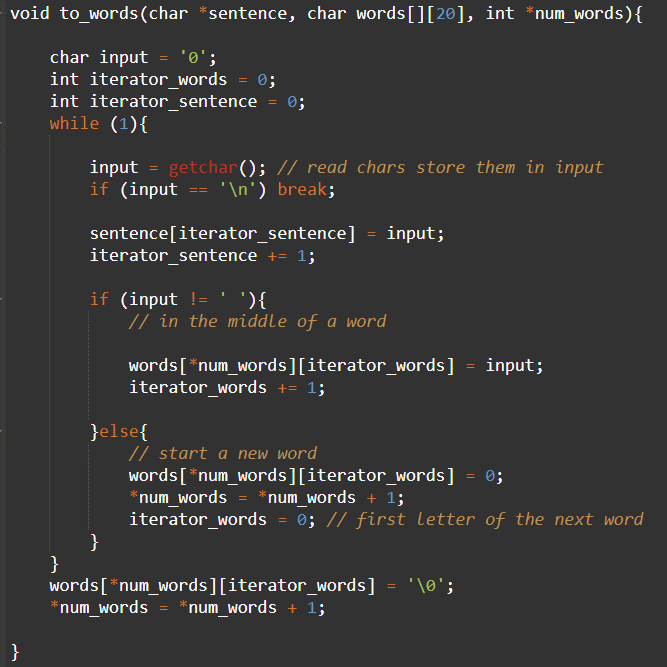 void to_words(char *sentence, char words[][20], int *num_words){
char input = '0';
int iterator_words = 0;
int iterator_sentence = 0;
while (1){
input = getchar(); // read chars store them in input
if (input == '\n') break;
sentence[iterator_sentence] = input;
iterator_sentence += 1;
if (input != ' '){
// in the middle of a word
words[*num_words][iterator_words] = input;
iterator_words += 1;
}else{
// start a new word
words[*num_words][iterator_words] = 0;
*num_words = *num_words + 1;
iterator_words = 0; // first letter of the next word
}
}
words[*num_words][iterator_words] = '\0';
*num_words = *num_words + 1;
}